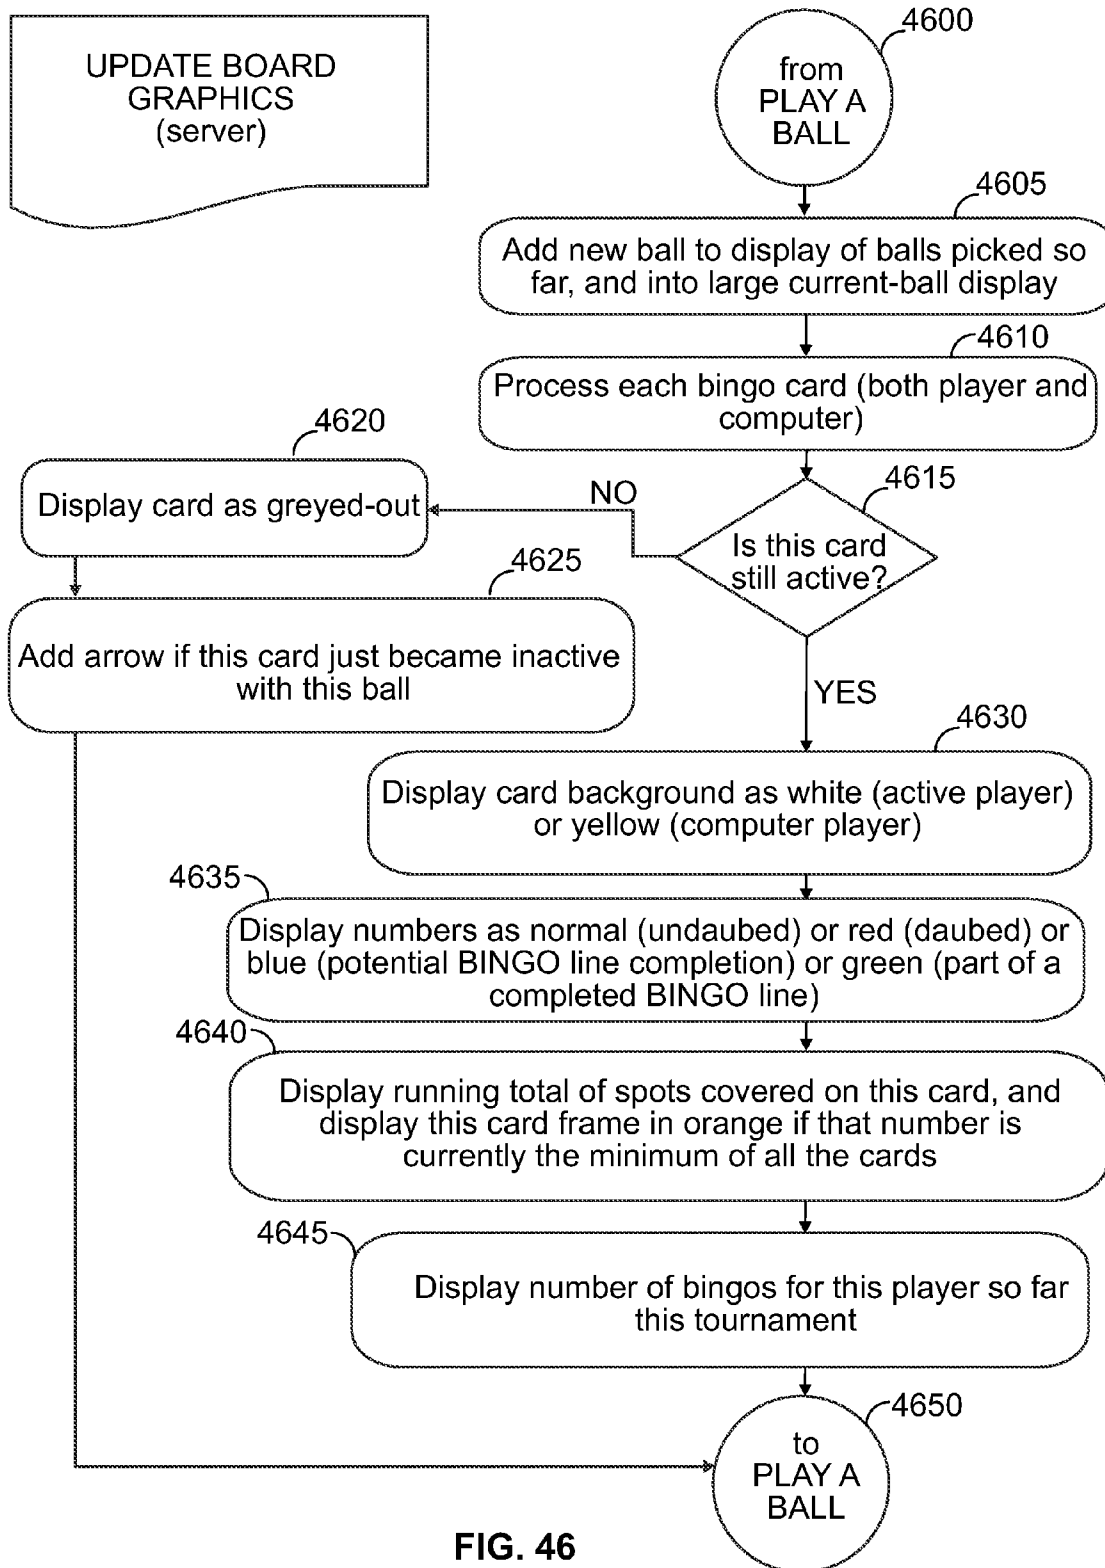 UPDATE BOARD
GRAPHICS
(server)
4600
from
PLAY A
BALL
4605
Add new ball to display of balls picked so
far, and into large current-ball display
4610
Process each bingo card (both player and
computer)
4615
Is this card
still active?
NO
4620
Display card as greyed-out
4625
Add arrow if this card just became inactive
with this ball
YES
4630
Display card background as white (active player)
or yellow (computer player)
4635
Display numbers as normal (undaubed) or red (daubed) or
blue (potential BINGO line completion) or green (part of a
completed BINGO line)
4640
Display running total of spots covered on this card, and
display this card frame in orange if that number is
currently the minimum of all the cards
4645
Display number of bingos for this player so far
this tournament
4650
to
PLAY A
BALL
FIG. 46